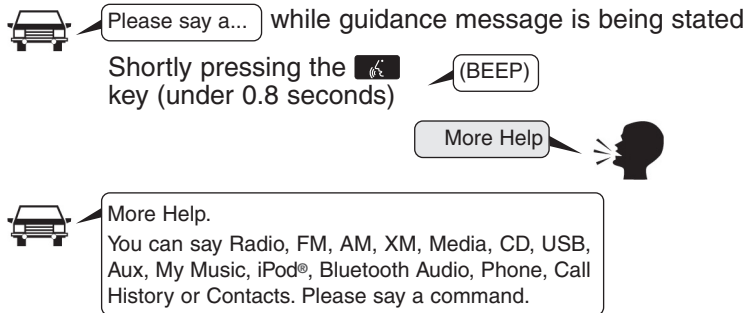 Please say a... while guidance message is being stated
Shortly pressing the
key (under 0.8 seconds)
(BEEP)
More Help
More Help.
You can say Radio, FM, AM, XM, Media, CD, USB,
Aux, My Music, iPod®, Bluetooth Audio, Phone, Call
History or Contacts. Please say a command.